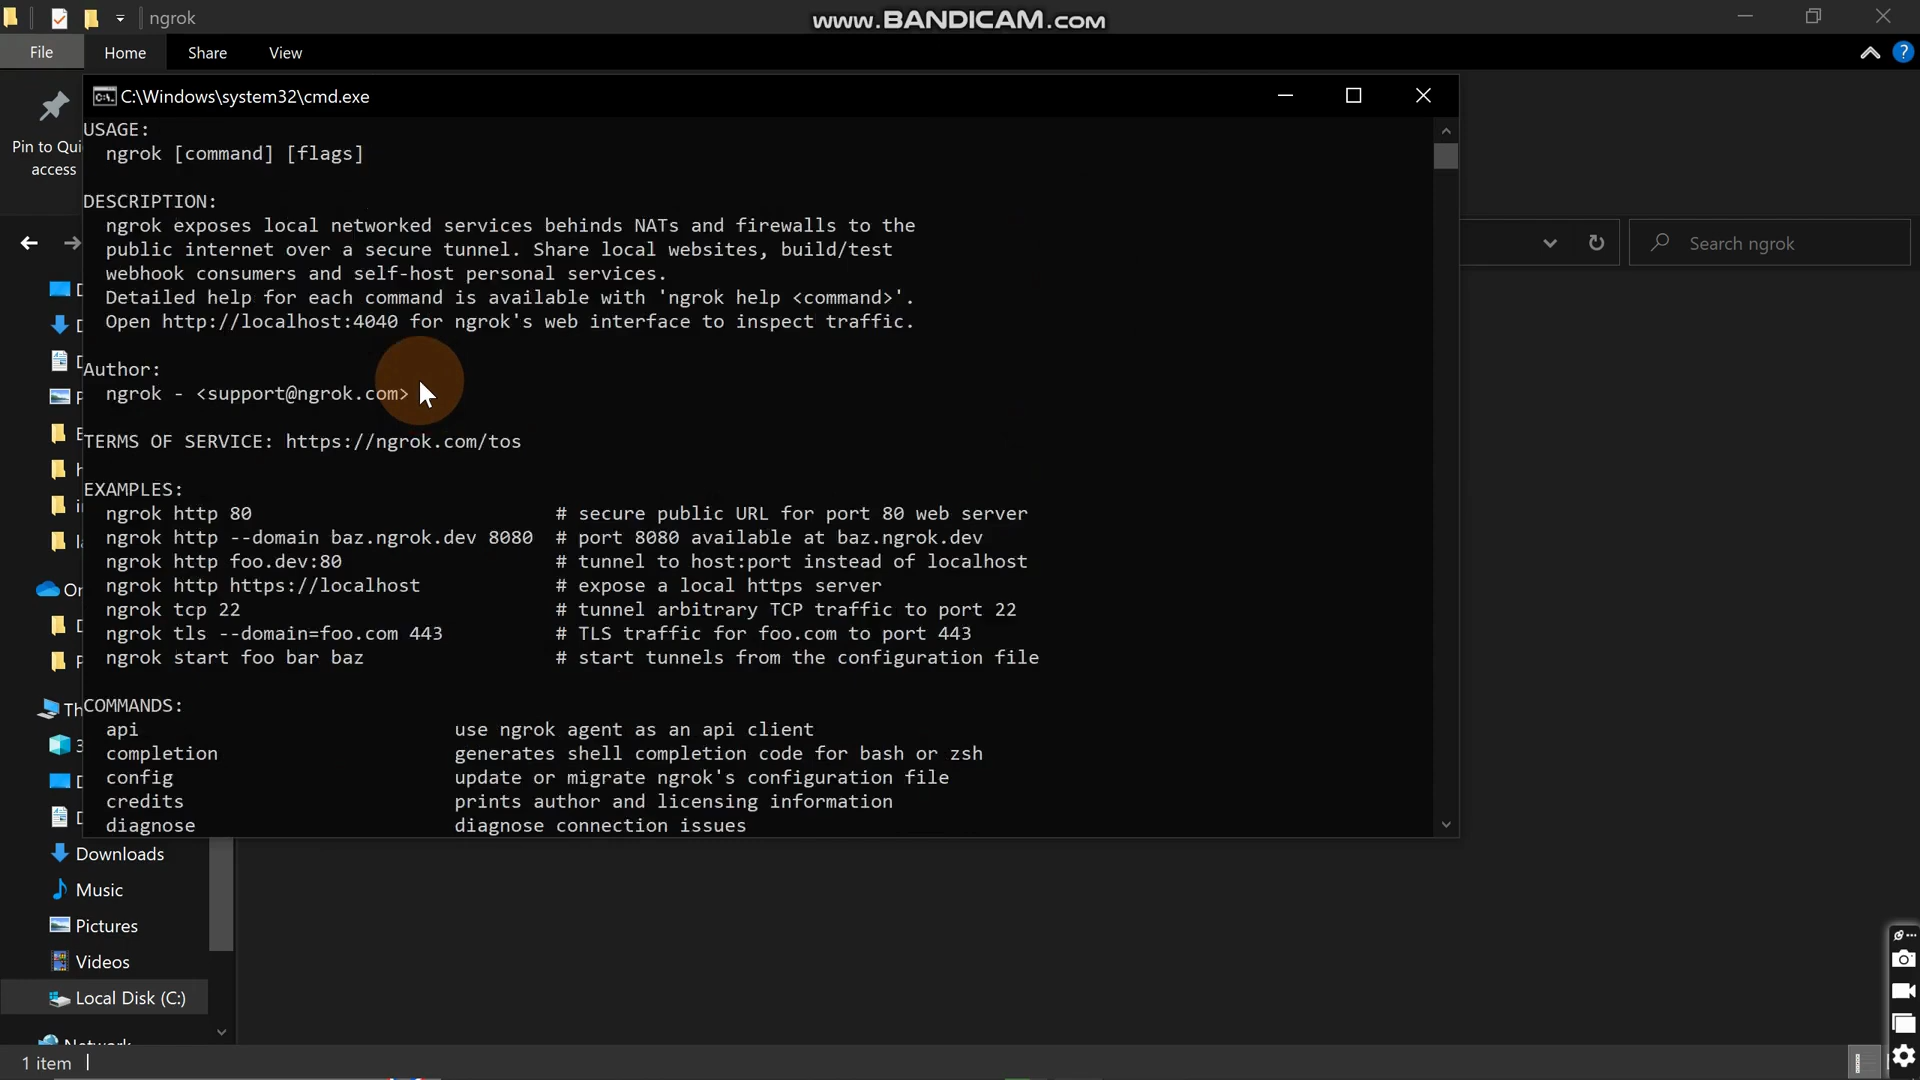 ngrok
www.BANDICAM.com
File
Home
Share
View
?
Pin to Qui
access
C:\Windows\system32\cmd.exe
USAGE:
ngrok [command] [flags]
DESCRIPTION:
ngrok exposes local networked services behinds NATs and firewalls to the
public internet over a secure tunnel. Share local websites, build/test
webhook consumers and self-host personal services.
Detailed help for each command is available with 'ngrok help <command>'.
Open http://localhost:4040 for ngrok's web interface to inspect traffic.
Author:
ngrok - <support@ngrok.com>
TERMS OF SERVICE: https://ngrok.com/tos
EXAMPLES:
ngrok http 80 # secure public URL for port 80 web server
ngrok http --domain baz.ngrok.dev 8080 # port 8080 available at baz.ngrok.dev
ngrok http foo.dev:80 # tunnel to host:port instead of localhost
ngrok http https://localhost # expose a local https server
ngrok tcp 22 # tunnel arbitrary TCP traffic to port 22
ngrok tls --domain=foo.com 443 # TLS traffic for foo.com to port 443
ngrok start foo bar baz # start tunnels from the configuration file
COMMANDS:
api use ngrok agent as an api client
completion generates shell completion code for bash or zsh
config update or migrate ngrok's configuration file
credits prints author and licensing information
diagnose diagnose connection issues
Search ngrok
On
Th
3
Downloads
Music
Pictures
Videos
Local Disk (C:)
Network
1 item